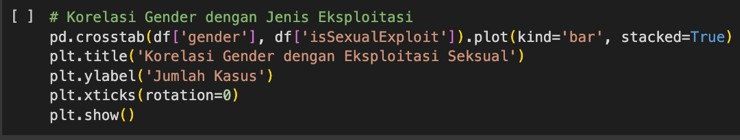 [ ] # Korelasi Gender dengan Jenis Eksploitasi
pd.crosstab(df['gender'], df['isSexualExploit']).plot(kind='bar', stacked=True)
plt.title('Korelasi Gender dengan Eksploitasi Seksual')
plt.ylabel('Jumlah Kasus')
plt.xticks(rotation=0)
plt.show()